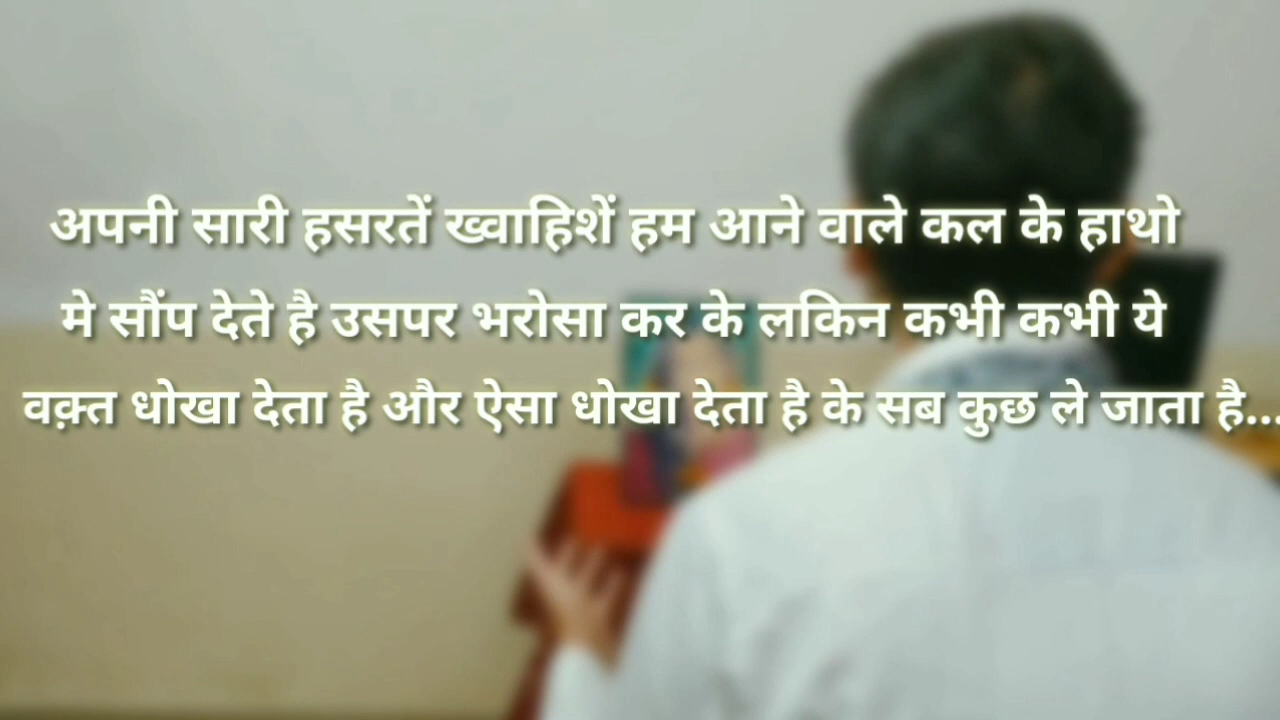 अपनी सारी हसरतें ख्वाहिशें हम आने वाले कल के हाथो
मे सौंप देते है उसपर भरोसा कर के लकिन कभी कभी ये
वक़्त धोखा देता है और ऐसा धोखा देता है के सब कुछ ले जाता है...